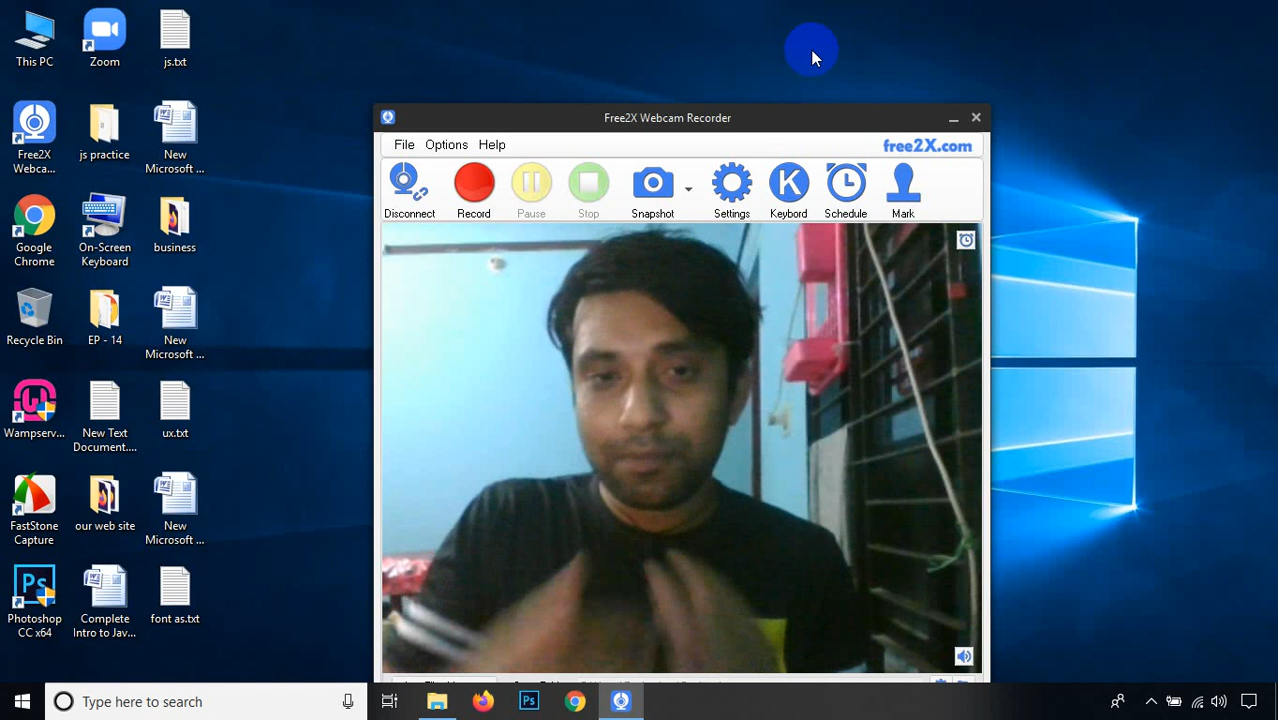 This PC
Zoom
js.txt
Free2X
Webca...
js practice
New
Microsoft ...
Google
Chrome
On-Screen
Keyboard
business
Recycle Bin
EP - 14
New
Microsoft ...
Wampserv...
New Text
Document....
ux.txt
FastStone
Capture
our web site
New
Microsoft ...
Ps
Photoshop
CC x64
Complete
Intro to Jav...
font as.txt
Free2X Webcam Recorder
File Options Help
free2X.com
K
Disconnect Record Pause Stop Snapshot Settings Keybord Schedule Mark
Type here to search
Ps